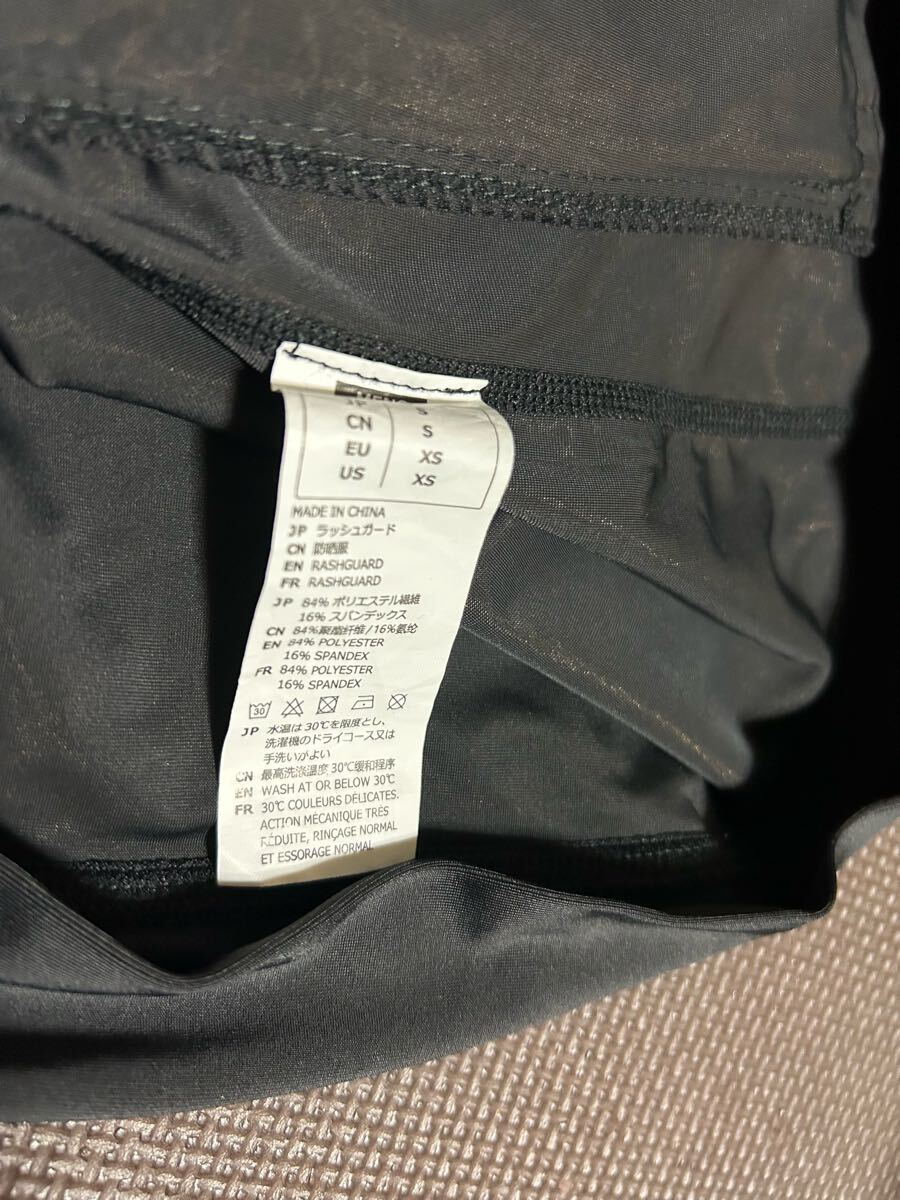 JP S
CN S
EU XS
US XS
MADE IN CHINA
JP ラッシュガード
CN 防晒服
EN RASHGUARD
FR RASHGUARD
JP 84% ポリエステル繊維
16% スパンデックス
CN 84%聚酯纤维/16%氨纶
EN 84% POLYESTER
16% SPANDEX
FR 84% POLYESTER
16% SPANDEX
30
JP 水温は30℃を限度とし、
洗濯機のドライコース又は
手洗いがよい
CN 最高洗涤温度30℃缓和程序
EN WASH AT OR BELOW 30℃
FR 30℃ COULEURS DÉLICATES.
ACTION MÉCANIQUE TRÈS
RÉDUITE, RINÇAGE NORMAL
ET ESSORAGE NORMAL